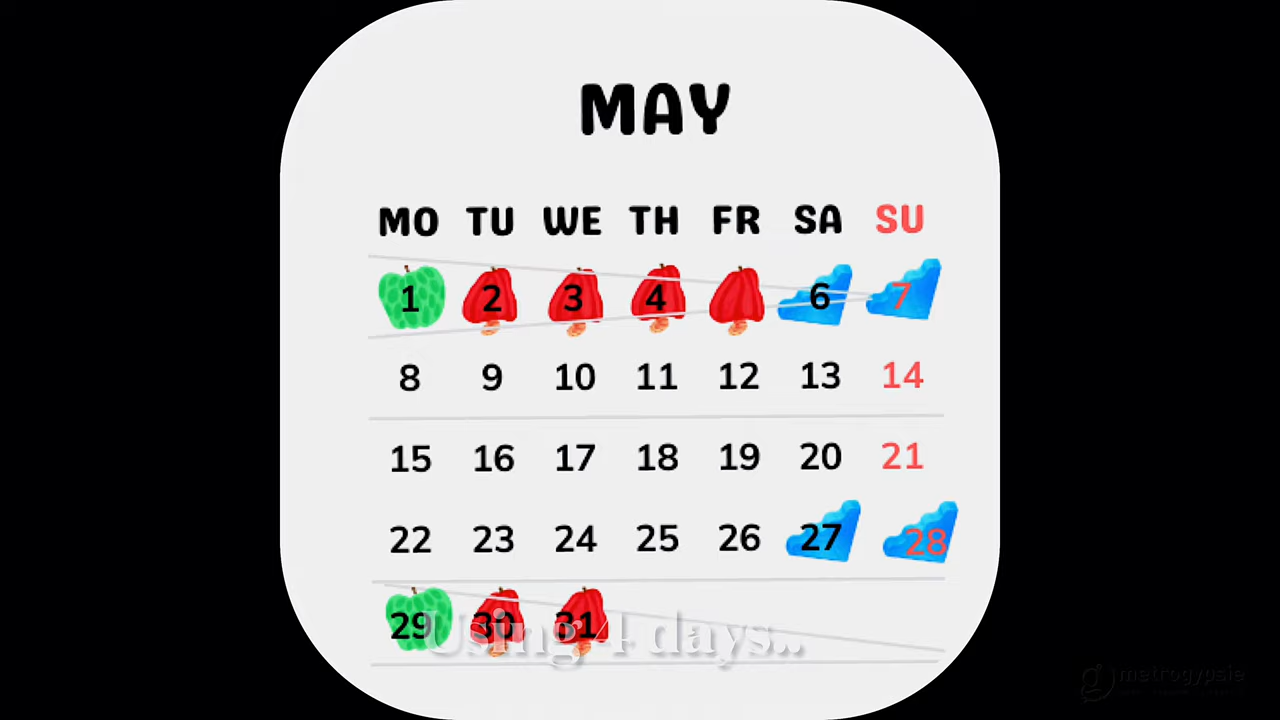 MAY
MO TU WE TH FR SA SU
1 2 3 4 6 7
8 9 10 11 12 13 14
15 16 17 18 19 20 21
22 23 24 25 26 27 28
29 30 31
Using 4 days..
metrogypsie